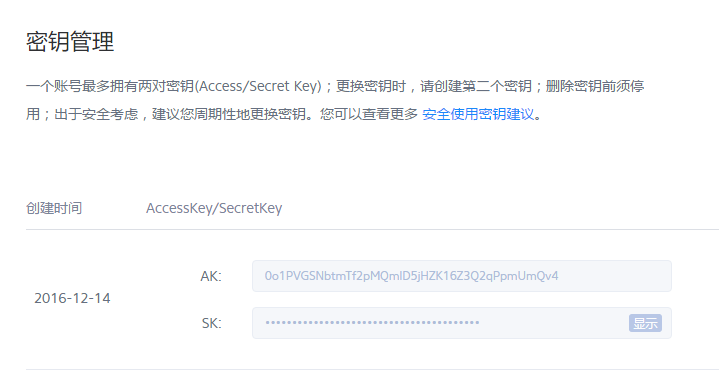 密钥管理
一个账号最多拥有两对密钥(Access/Secret Key)；更换密钥时，请创建第二个密钥；删除密钥前须停
用；出于安全考虑，建议您周期性地更换密钥。您可以查看更多 安全使用密钥建议。
创建时间 AccessKey/SecretKey
AK: 0o1PVGSNbtmTf2pMQmlD5jHZK16Z3Q2qPpmUmQv4
2016-12-14
SK: •••••••••••••••••••••••••••••••••••••••• 显示